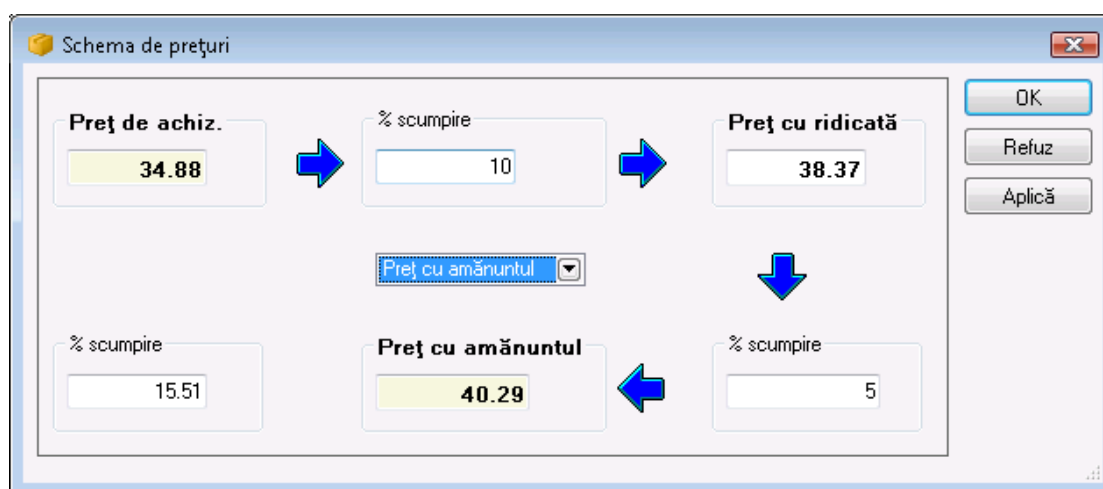 Schema de preţuri
Preţ de achiz.
34.88
% scumpire
10
Preţ cu ridicată
38.37
OK
Refuz
Aplică
Preţ cu amănuntul
% scumpire
15.51
Preţ cu amănuntul
40.29
% scumpire
5